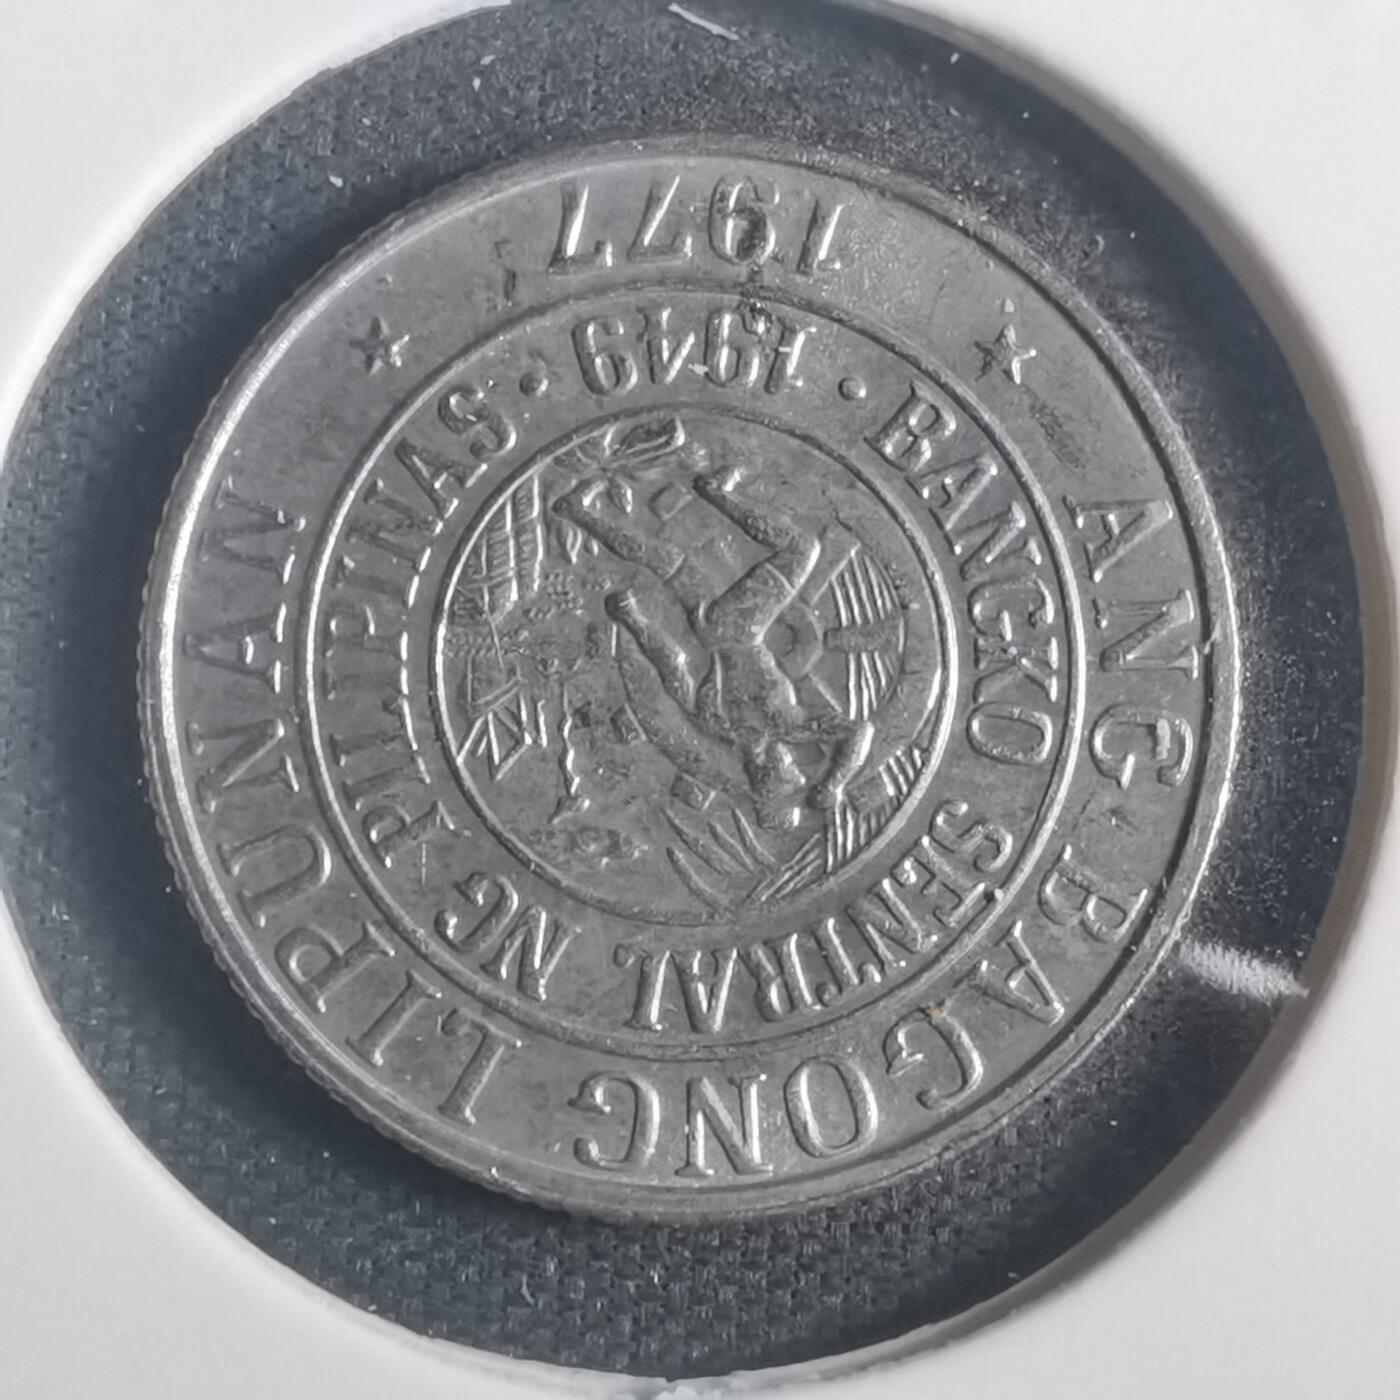 ANG BAGONG LIPUNAN
1977
BANGKO SENTRAL NG PILIPINAS
· 1949 ·